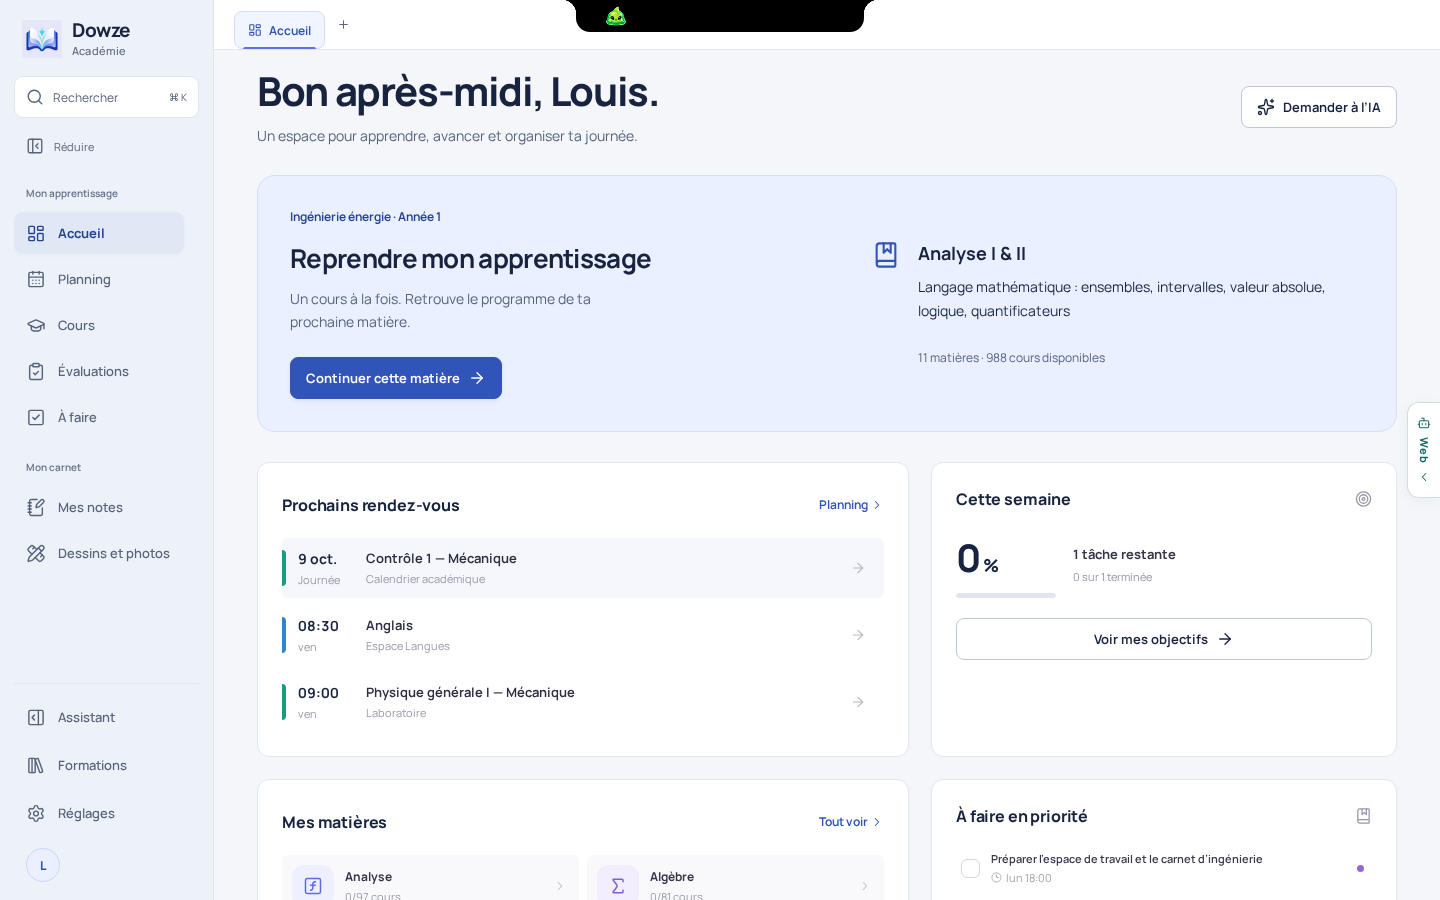 Dowze
Académie
Rechercher
⌘ K
Réduire
Mon apprentissage
Accueil
Planning
Cours
Évaluations
À faire
Mon carnet
Mes notes
Dessins et photos
Assistant
Formations
Réglages
L
Accueil
Bon après-midi, Louis.
Un espace pour apprendre, avancer et organiser ta journée.
Demander à l'IA
Ingénierie énergie · Année 1
Reprendre mon apprentissage
Un cours à la fois. Retrouve le programme de ta
prochaine matière.
Continuer cette matière
Analyse I & II
Langage mathématique : ensembles, intervalles, valeur absolue,
logique, quantificateurs
11 matières · 988 cours disponibles
Web
Prochains rendez-vous
Planning
9 oct.
Journée
Contrôle 1 — Mécanique
Calendrier académique
08:30
ven
Anglais
Espace Langues
09:00
ven
Physique générale I — Mécanique
Laboratoire
Cette semaine
0 %
1 tâche restante
0 sur 1 terminée
Voir mes objectifs
Mes matières
Tout voir
Analyse
0/97 cours
Algèbre
0/81 cours
À faire en priorité
Préparer l'espace de travail et le carnet d'ingénierie
lun 18:00